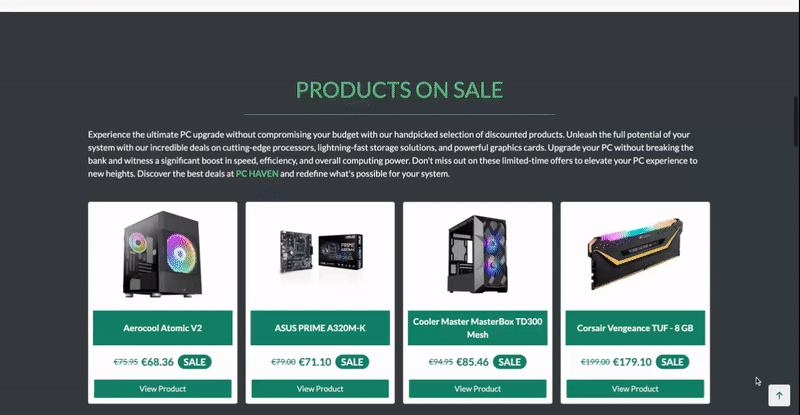 PRODUCTS ON SALE
Experience the ultimate PC upgrade without compromising your budget with our handpicked selection of discounted products. Unleash the full potential of your
system with our incredible deals on cutting-edge processors, lightning-fast storage solutions, and powerful graphics cards. Upgrade your PC without breaking the
bank and witness a significant boost in speed, efficiency, and overall computing power. Don't miss out on these limited-time offers to elevate your PC experience to
new heights. Discover the best deals at PC HAVEN and redefine what's possible for your system.
Aerocool Atomic V2
€75.95 €68.36 SALE
View Product
ASUS PRIME A320M-K
€79.00 €71.10 SALE
View Product
Cooler Master MasterBox TD300
Mesh
€94.95 €85.46 SALE
View Product
Corsair Vengeance TUF - 8 GB
€199.00 €179.10 SALE
View Product